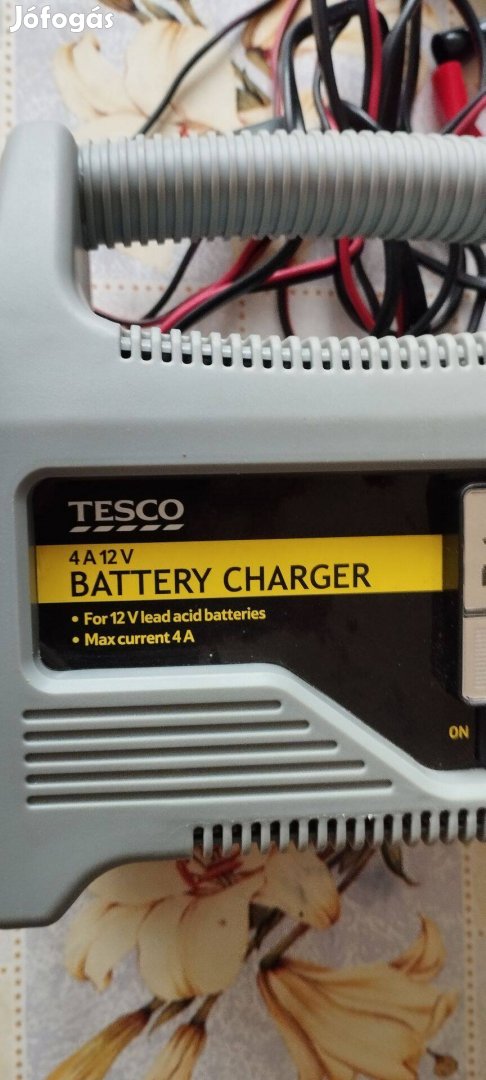 Jófogás
TESCO
4 A 12 V
BATTERY CHARGER
• For 12 V lead acid batteries
• Max current 4 A
ON